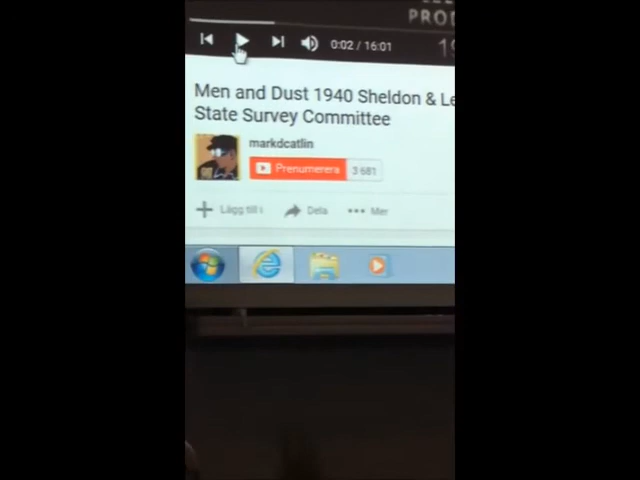 PROD
19
0:02 / 16:01
Men and Dust 1940 Sheldon & Le
State Survey Committee
markdcatlin
Prenumerera 3 681
Lägg till i Dela Mer